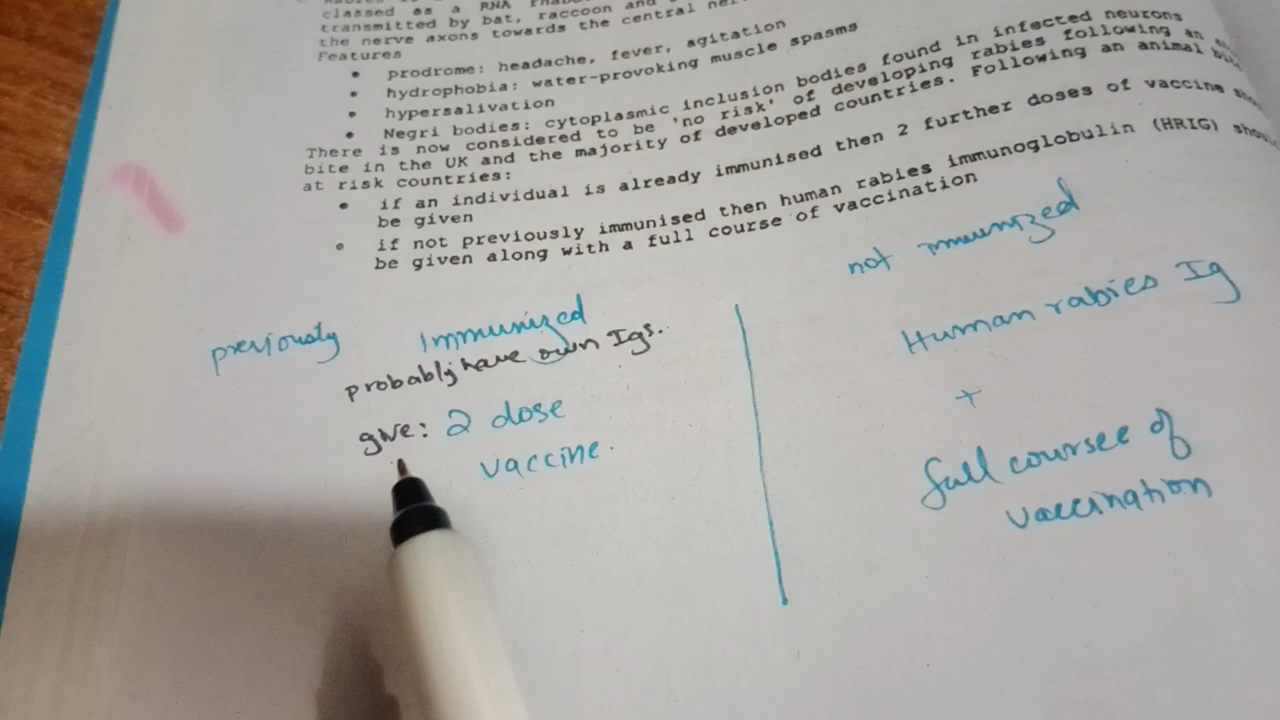 classed as a RNA
transmitted by bat, raccoon and
the nerve axons towards the central
Features
• prodrome: headache, fever, agitation
• hydrophobia: water-provoking muscle spasms
• hypersalivation
• Negri bodies: cytoplasmic inclusion bodies found in infected neurons
There is now considered to be 'no risk' of developing rabies following an
bite in the UK and the majority of developed countries. Following an animal
at risk countries:
• if an individual is already immunised then 2 further doses of vaccine
be given
• if not previously immunised then human rabies immunoglobulin (HRIG)
be given along with a full course of vaccination
previously Immunized
probably have own Igs.
give: 2 dose
vaccine.
not immunized
Human rabies Ig
+
full coursee of
vaccination